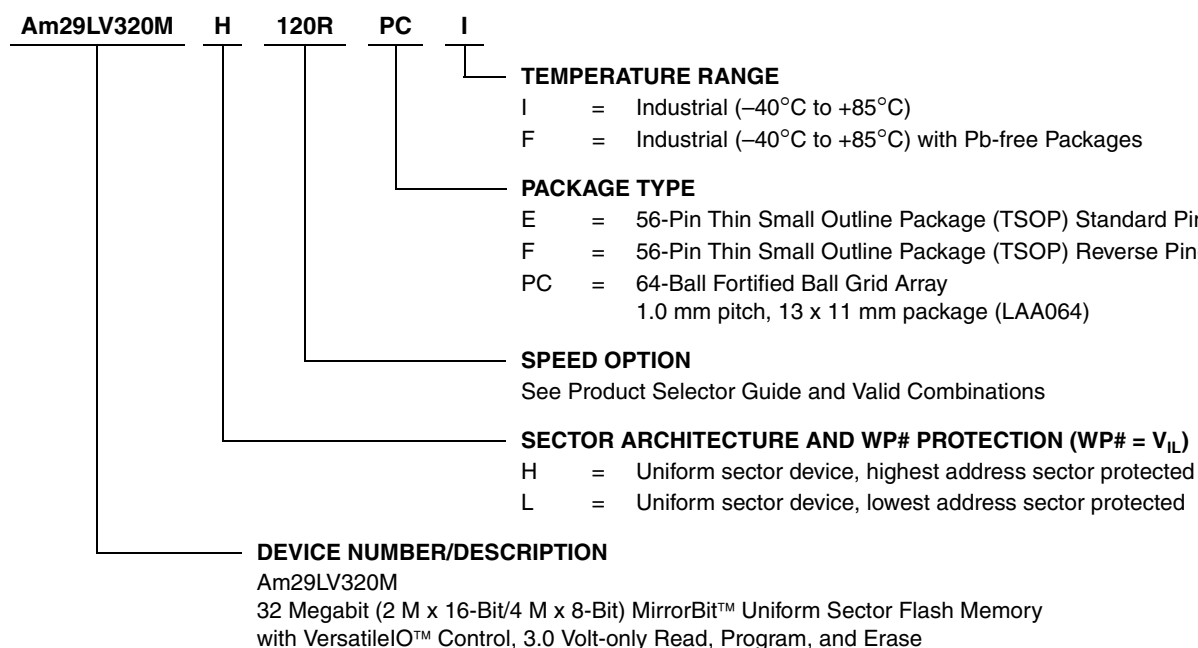 Am29LV320M H 120R PC I
TEMPERATURE RANGE
I = Industrial (–40°C to +85°C)
F = Industrial (–40°C to +85°C) with Pb-free Packages
PACKAGE TYPE
E = 56-Pin Thin Small Outline Package (TSOP) Standard
F = 56-Pin Thin Small Outline Package (TSOP) Reverse Pin
PC = 64-Ball Fortified Ball Grid Array
1.0 mm pitch, 13 x 11 mm package (LAA064)
SPEED OPTION
See Product Selector Guide and Valid Combinations
SECTOR ARCHITECTURE AND WP# PROTECTION (WP# = VIL)
H = Uniform sector device, highest address sector protected
L = Uniform sector device, lowest address sector protected
DEVICE NUMBER/DESCRIPTION
Am29LV320M
32 Megabit (2 M x 16-Bit/4 M x 8-Bit) MirrorBit™ Uniform Sector Flash Memory
with VersatileIO™ Control, 3.0 Volt-only Read, Program, and Erase